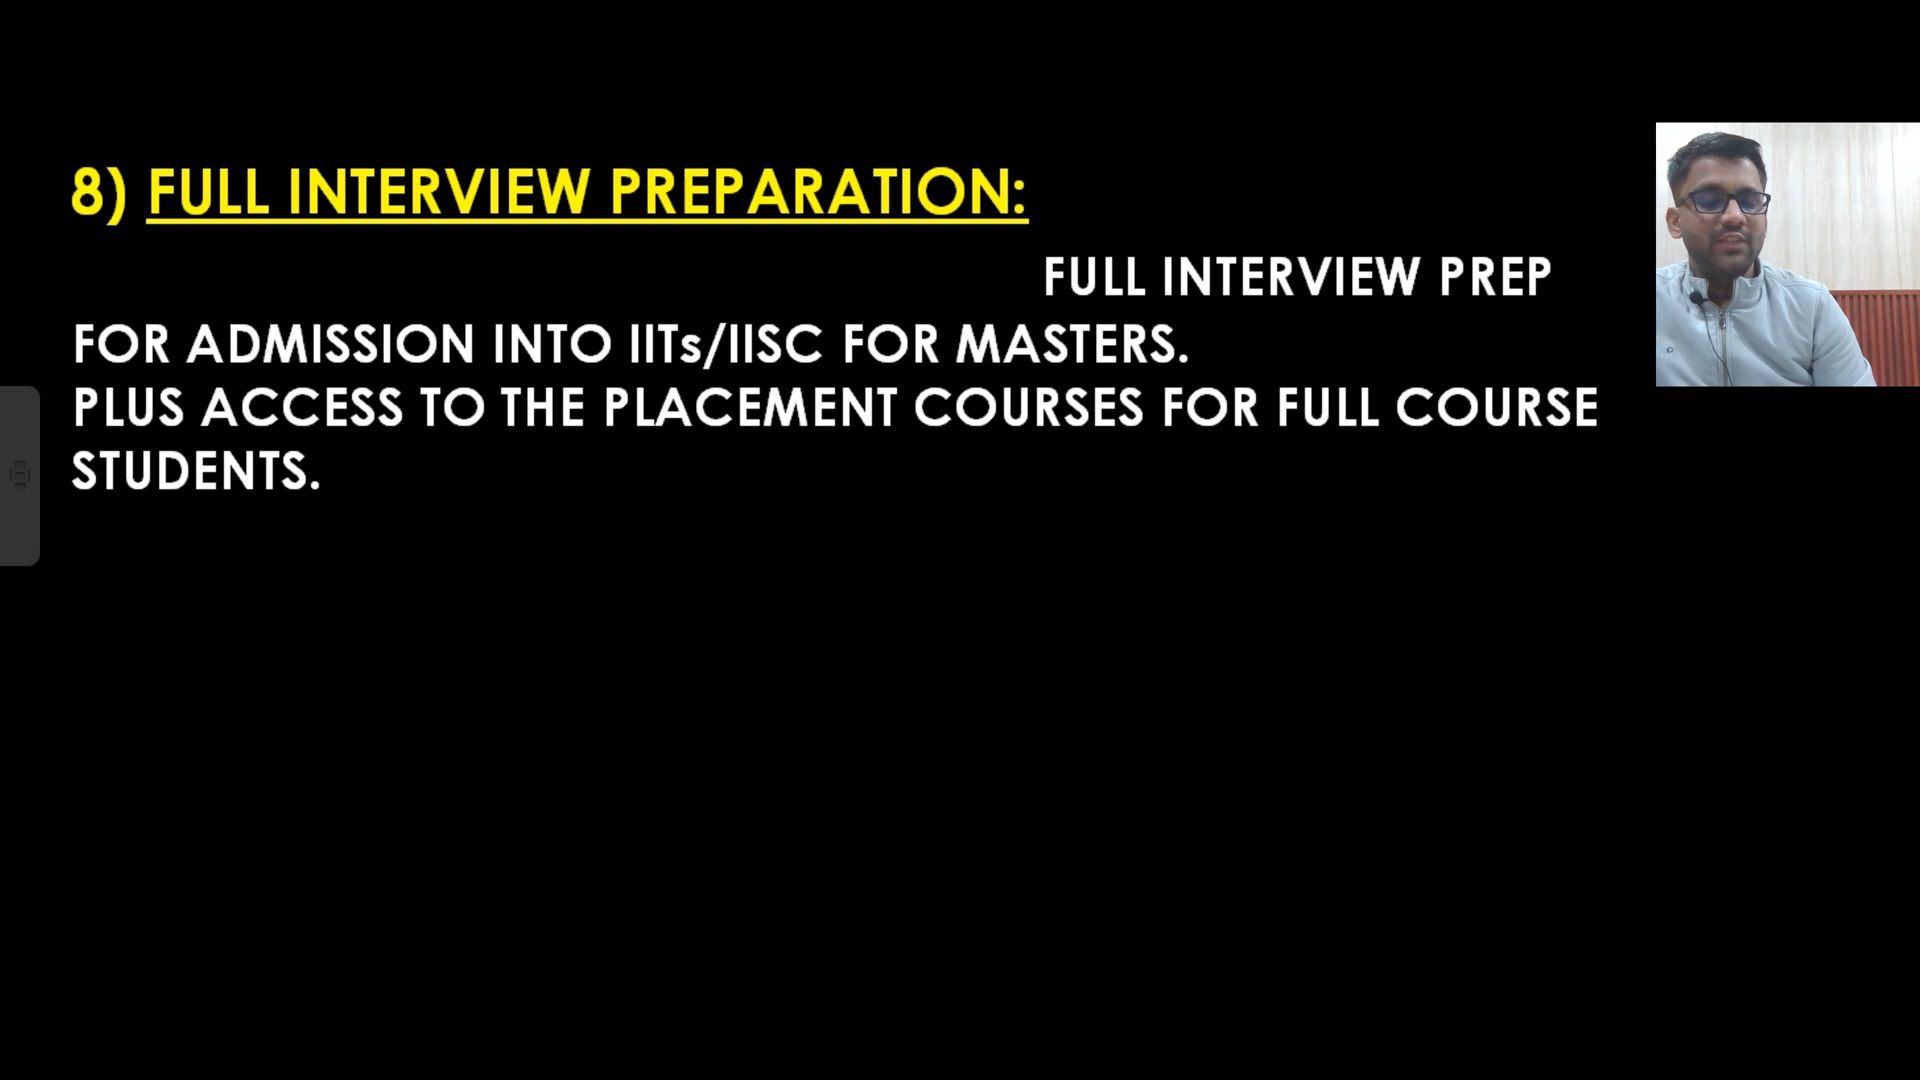 8) FULL INTERVIEW PREPARATION:
FULL INTERVIEW PREP
FOR ADMISSION INTO IITs/IISC FOR MASTERS.
PLUS ACCESS TO THE PLACEMENT COURSES FOR FULL COURSE
STUDENTS.